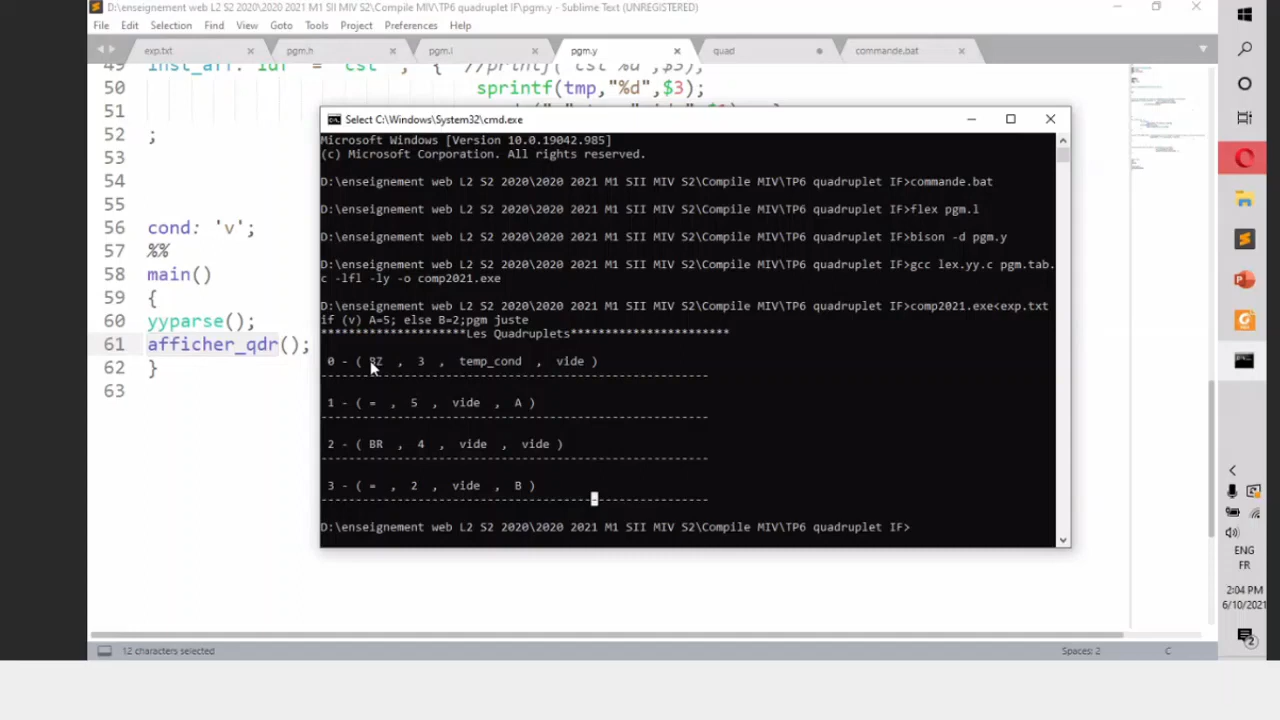 D:\enseignement web L2 S2 2020\2020 2021 M1 SII MIV S2\Compile MIV\TP6 quadruplet IF\pgm.y - Sublime Text (UNREGISTERED)
File Edit Selection Find View Goto Tools Project Preferences Help
exp.txt pgm.h pgm.l pgm.y quad commande.bat
50 sprintf(tmp,"%d",$3);
51
52 ;
53
54
55
56 cond: 'v';
57 %%
58 main()
59 {
60 yyparse();
61 afficher_qdr();
62 }
63
Select C:\Windows\System32\cmd.exe
Microsoft Windows [Version 10.0.19042.985]
(c) Microsoft Corporation. All rights reserved.
D:\enseignement web L2 S2 2020\2020 2021 M1 SII MIV S2\Compile MIV\TP6 quadruplet IF>commande.bat
D:\enseignement web L2 S2 2020\2020 2021 M1 SII MIV S2\Compile MIV\TP6 quadruplet IF>flex pgm.l
D:\enseignement web L2 S2 2020\2020 2021 M1 SII MIV S2\Compile MIV\TP6 quadruplet IF>bison -d pgm.y
D:\enseignement web L2 S2 2020\2020 2021 M1 SII MIV S2\Compile MIV\TP6 quadruplet IF>gcc lex.yy.c pgm.tab.
c -lfl -ly -o comp2021.exe
D:\enseignement web L2 S2 2020\2020 2021 M1 SII MIV S2\Compile MIV\TP6 quadruplet IF>comp2021.exe<exp.txt
if (v) A=5; else B=2;pgm juste
*********************Les Quadruplets***********************
0 - ( BZ , 3 , temp_cond , vide )
-------------------------------------------------------
1 - ( = , 5 , vide , A )
-------------------------------------------------------
2 - ( BR , 4 , vide , vide )
-------------------------------------------------------
3 - ( = , 2 , vide , B )
-------------------------------------------------------
D:\enseignement web L2 S2 2020\2020 2021 M1 SII MIV S2\Compile MIV\TP6 quadruplet IF>
12 characters selected
Spaces: 2
C
ENG
FR
2:04 PM
6/10/2021
2